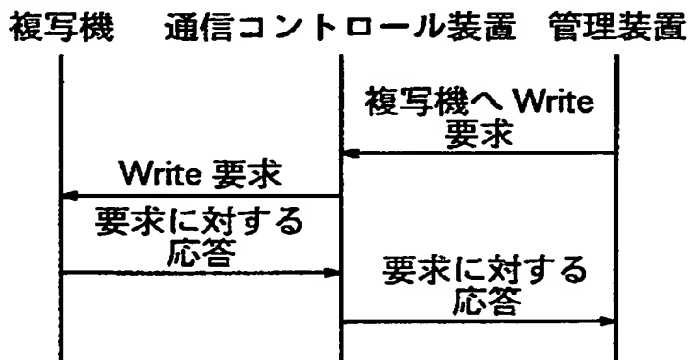 複写機 通信コントロール装置 管理装置
複写機へ Write
要求
Write 要求
要求に対する
応答
要求に対する
応答